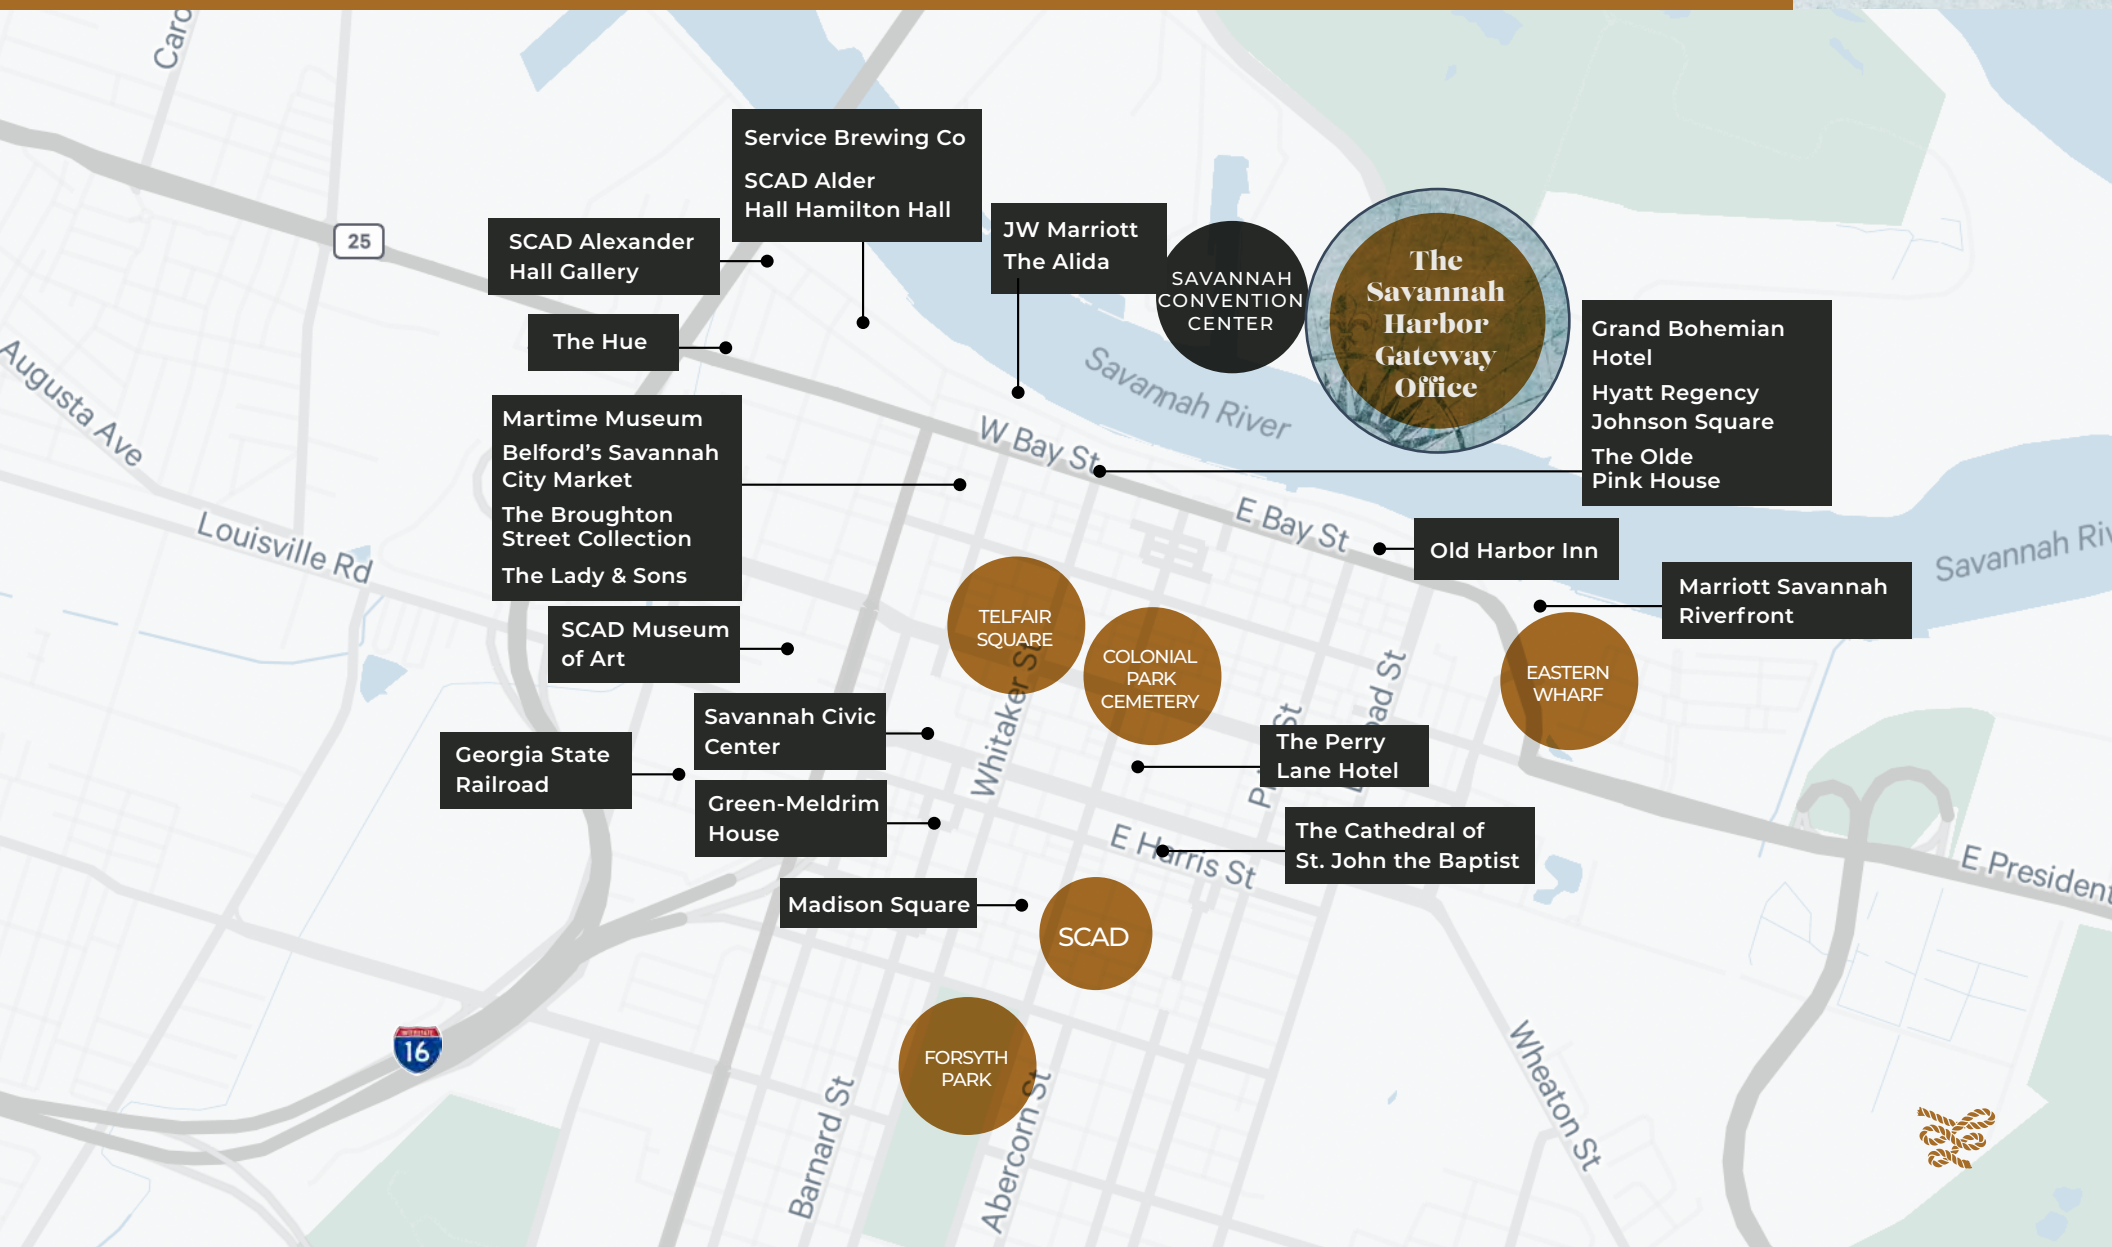 Caro
25
Augusta Ave
Louisville Rd
Service Brewing Co
SCAD Alder
Hall Hamilton Hall
SCAD Alexander
Hall Gallery
The Hue
JW Marriott
The Alida
SAVANNAH
CONVENTION
CENTER
The
Savannah
Harbor
Gateway
Office
Grand Bohemian
Hotel
Hyatt Regency
Johnson Square
The Olde
Pink House
Savannah River
W Bay St
E Bay St
Martime Museum
Belford’s Savannah
City Market
The Broughton
Street Collection
The Lady & Sons
Old Harbor Inn
Savannah Riv
Marriott Savannah
Riverfront
SCAD Museum
of Art
TELFAIR
SQUARE
COLONIAL
PARK
CEMETERY
EASTERN
WHARF
Whitaker St
Savannah Civic
Center
Georgia State
Railroad
Green-Meldrim
House
The Perry
Lane Hotel
E Harris St
The Cathedral of
St. John the Baptist
Madison Square
SCAD
E President
INTERSTATE
16
FORSYTH
PARK
Barnard St
Abercorn St
Wheaton St